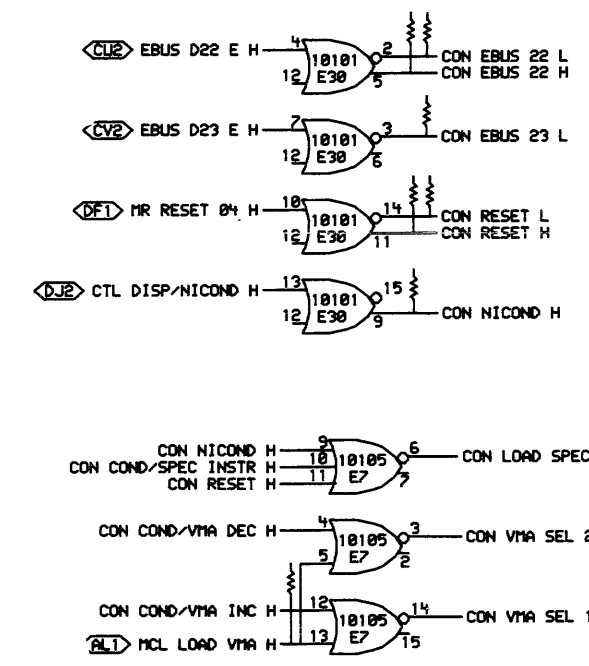 CU2 EBUS D22 E H 4 10101 2 CON EBUS 22 L
12 E30 5 CON EBUS 22 H
CV2 EBUS D23 E H 7 10101 3 CON EBUS 23 L
12 E30 6
DF1 MR RESET 04 H 10 10101 14 CON RESET L
12 E30 11 CON RESET H
DJ2 CTL DISP/NICOND H 13 10101 15
12 E30 9 CON NICOND H
CON NICOND H 9 6
CON COND/SPEC INSTR H 10 10105 CON LOAD SPEC
CON RESET H 11 E7 7
CON COND/VMA DEC H 4 10105 3 CON VMA SEL 2
5 E7 2
CON COND/VMA INC H 12 10105 14 CON VMA SEL 1
AL1 MCL LOAD VMA H 13 E7 15